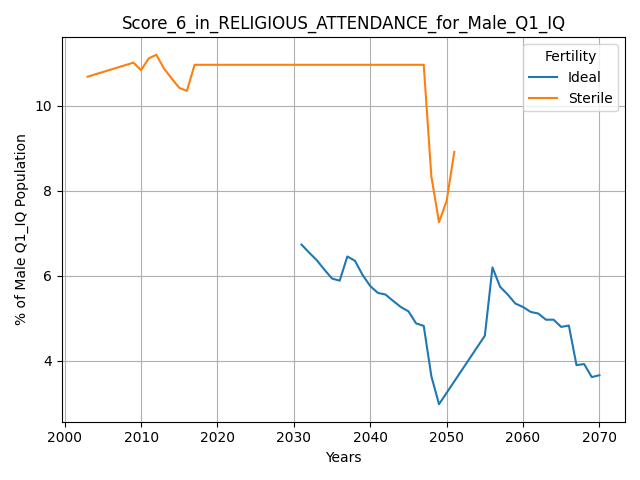 Score_6_in_RELIGIOUS_ATTENDANCE_for_Male_Q1_IQ
Fertility
Ideal
Sterile
% of Male Q1_IQ Population
10
8
6
4
2000 2010 2020 2030 2040 2050 2060 2070
Years